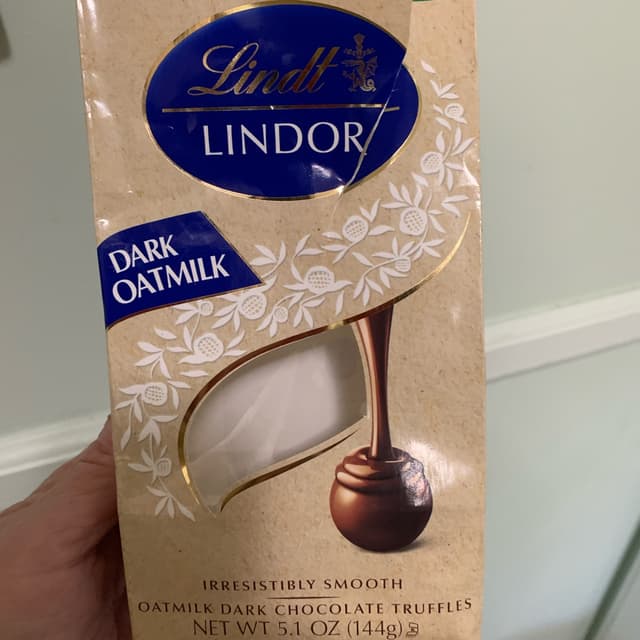 Lindt
LINDOR
DARK
OATMILK
IRRESISTIBLY SMOOTH
OATMILK DARK CHOCOLATE TRUFFLES
NET WT 5.1 OZ (144g)